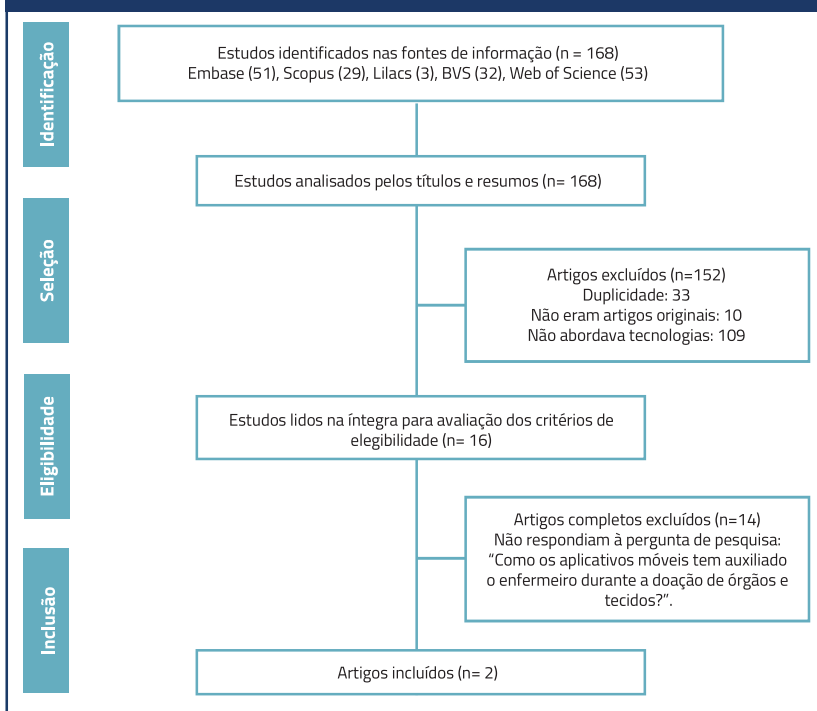 Identificação
Estudos identificados nas fontes de informação (n = 168)
Embase (51), Scopus (29), Lilacs (3), BVS (32), Web of Science (53)
Estudos analisados pelos títulos e resumos (n= 168)
Seleção
Artigos excluídos (n=152)
Duplicidade: 33
Não eram artigos originais: 10
Não abordava tecnologias: 109
Eligibilidade
Estudos lidos na íntegra para avaliação dos critérios de
elegibilidade (n= 16)
Artigos completos excluídos (n=14)
Não respondiam à pergunta de pesquisa:
“Como os aplicativos móveis tem auxiliado
o enfermeiro durante a doação de órgãos e
tecidos?”.
Inclusão
Artigos incluídos (n= 2)